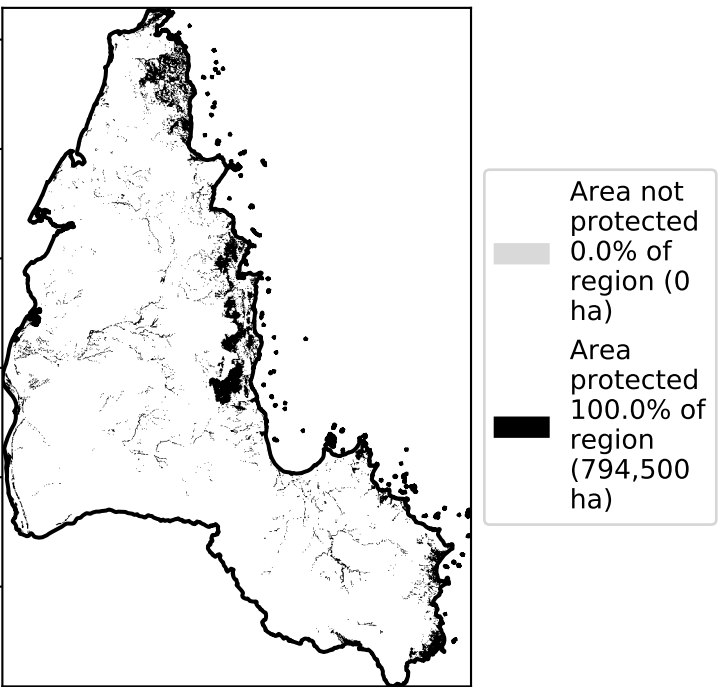 Area not
protected
0.0% of
region (0
ha)
Area
protected
100.0% of
region
(794,500
ha)